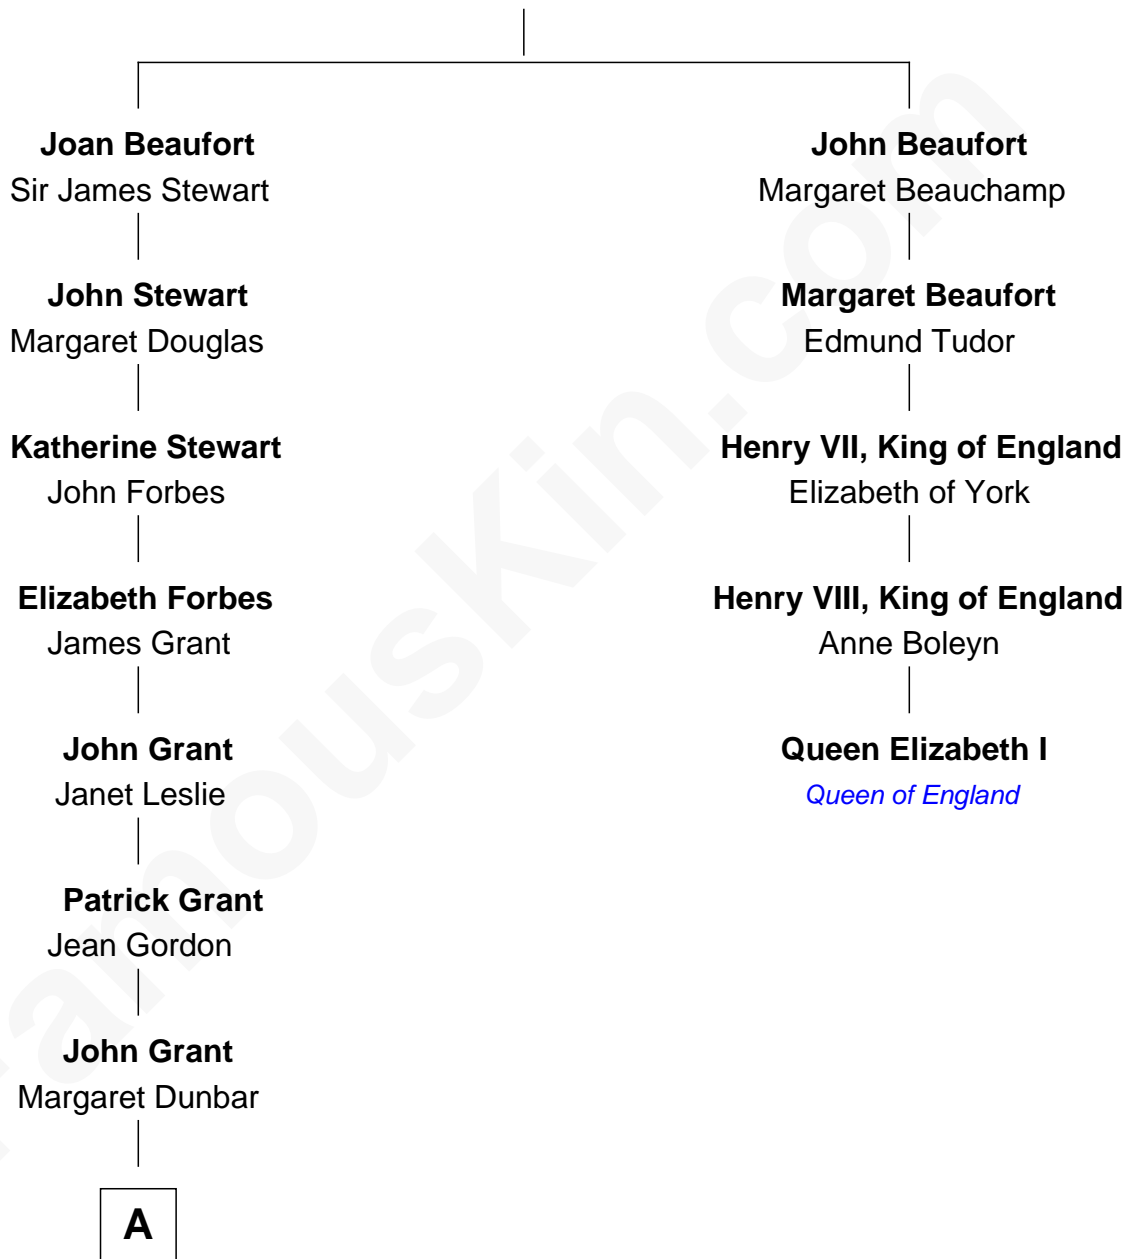 Joan Beaufort
Sir James Stewart
John Stewart
Margaret Douglas
Katherine Stewart
John Forbes
Elizabeth Forbes
James Grant
John Grant
Janet Leslie
Patrick Grant
Jean Gordon
John Grant
Margaret Dunbar
A
John Beaufort
Margaret Beauchamp
Margaret Beaufort
Edmund Tudor
Henry VII, King of England
Elizabeth of York
Henry VIII, King of England
Anne Boleyn
Queen Elizabeth I
Queen of England
FamousKin.com